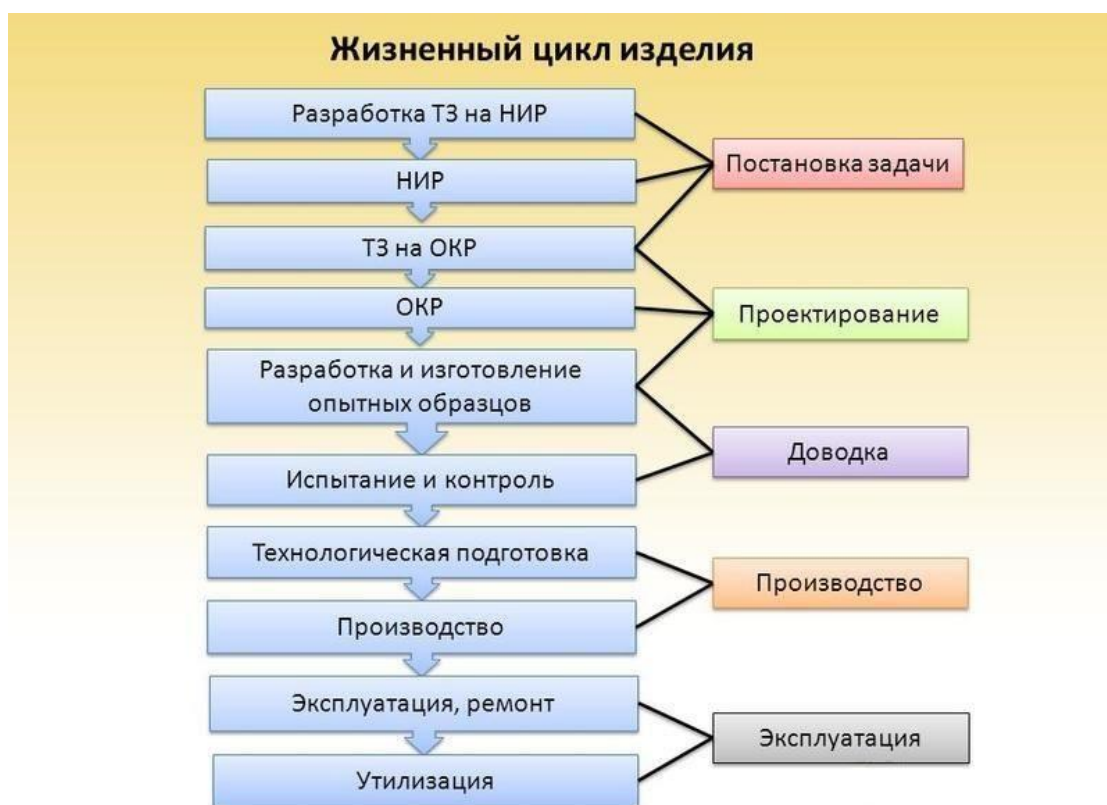 Жизненный цикл изделия
Разработка ТЗ на НИР
Постановка задачи
НИР
ТЗ на ОКР
ОКР
Проектирование
Разработка и изготовление
опытных образцов
Доводка
Испытание и контроль
Технологическая подготовка
Производство
Производство
Эксплуатация, ремонт
Эксплуатация
Утилизация